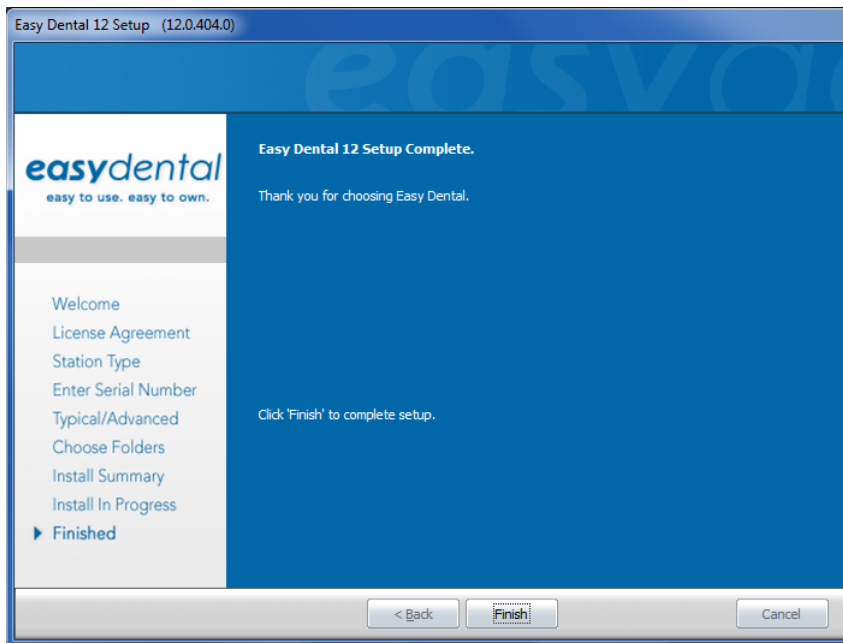 Easy Dental 12 Setup (12.0.404.0)
easydental
easy to use. easy to own.
Welcome
License Agreement
Station Type
Enter Serial Number
Typical/Advanced
Choose Folders
Install Summary
Install In Progress
Finished
Easy Dental 12 Setup Complete.
Thank you for choosing Easy Dental.
Click 'Finish' to complete setup.
< Back
Finish
Cancel